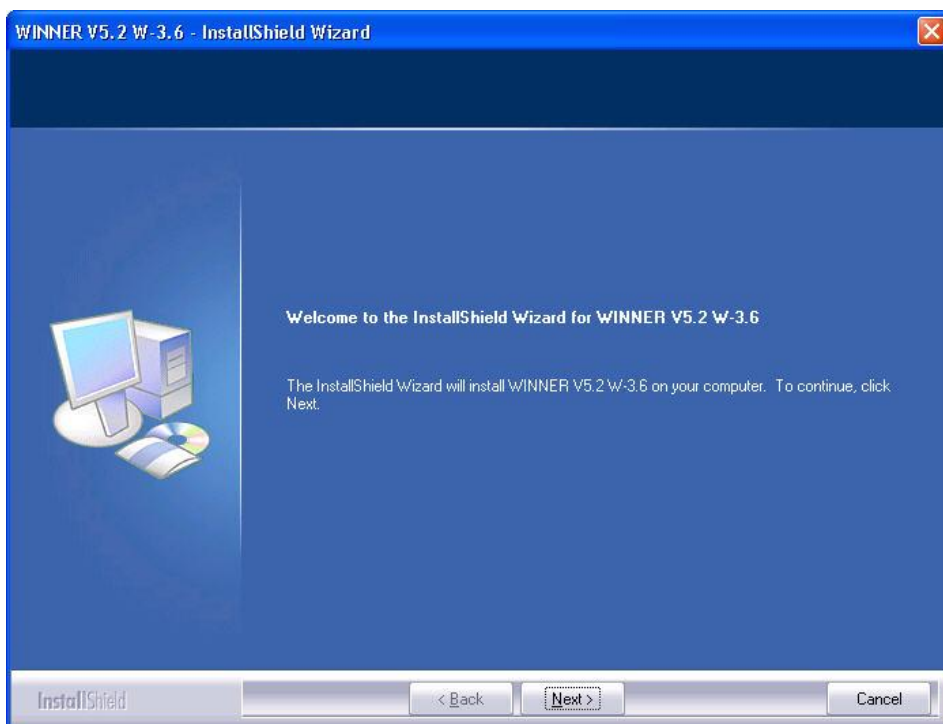 WINNER V5.2 W-3.6 - InstallShield Wizard
Welcome to the InstallShield Wizard for WINNER V5.2 W-3.6
The InstallShield Wizard will install WINNER V5.2 W-3.6 on your computer. To continue, click
Next.
InstallShield
< Back
Next >
Cancel